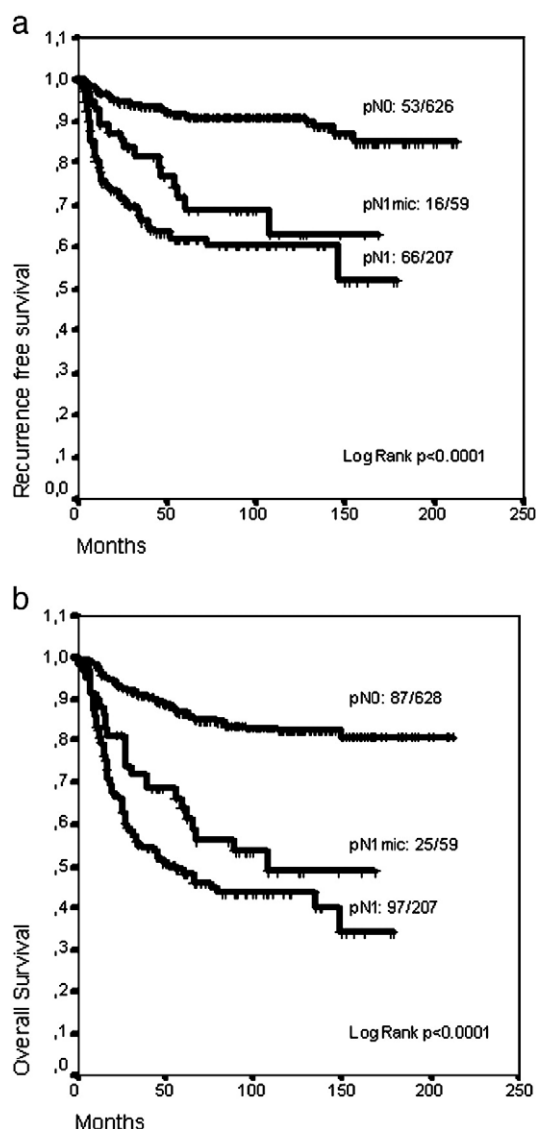 a
1,1
1,0
,9
,8
,7
,6
,5
,4
,3
,2
,1
0,0
Recurrence free survival
pN0: 53/626
pN1mic: 16/59
pN1: 66/207
Log Rank p<0.0001
0 50 100 150 200 250
Months
b
1,1
1,0
,9
,8
,7
,6
,5
,4
,3
,2
,1
,0
Overall Survival
pN0: 87/628
pN1mic: 25/59
pN1: 97/207
Log Rank p<0.0001
0 50 100 150 200 250
Months